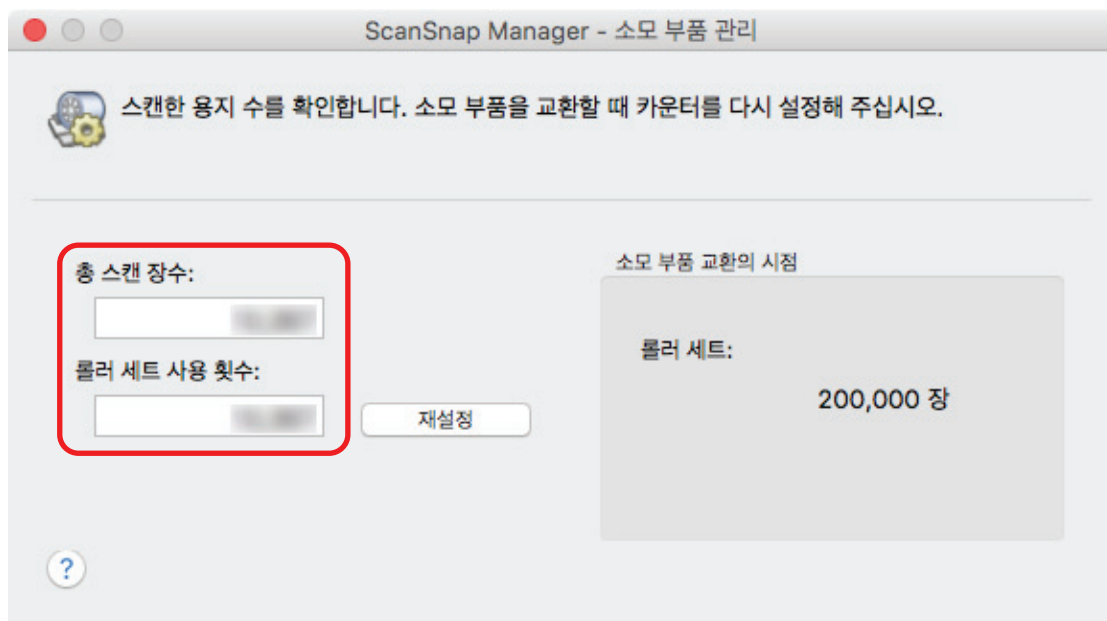 ScanSnap Manager - 소모 부품 관리
스캔한 용지 수를 확인합니다. 소모 부품을 교환할 때 카운터를 다시 설정해 주십시오.
총 스캔 장수:
롤러 세트 사용 횟수:
재설정
소모 부품 교환의 시점
롤러 세트:
200,000 장
?